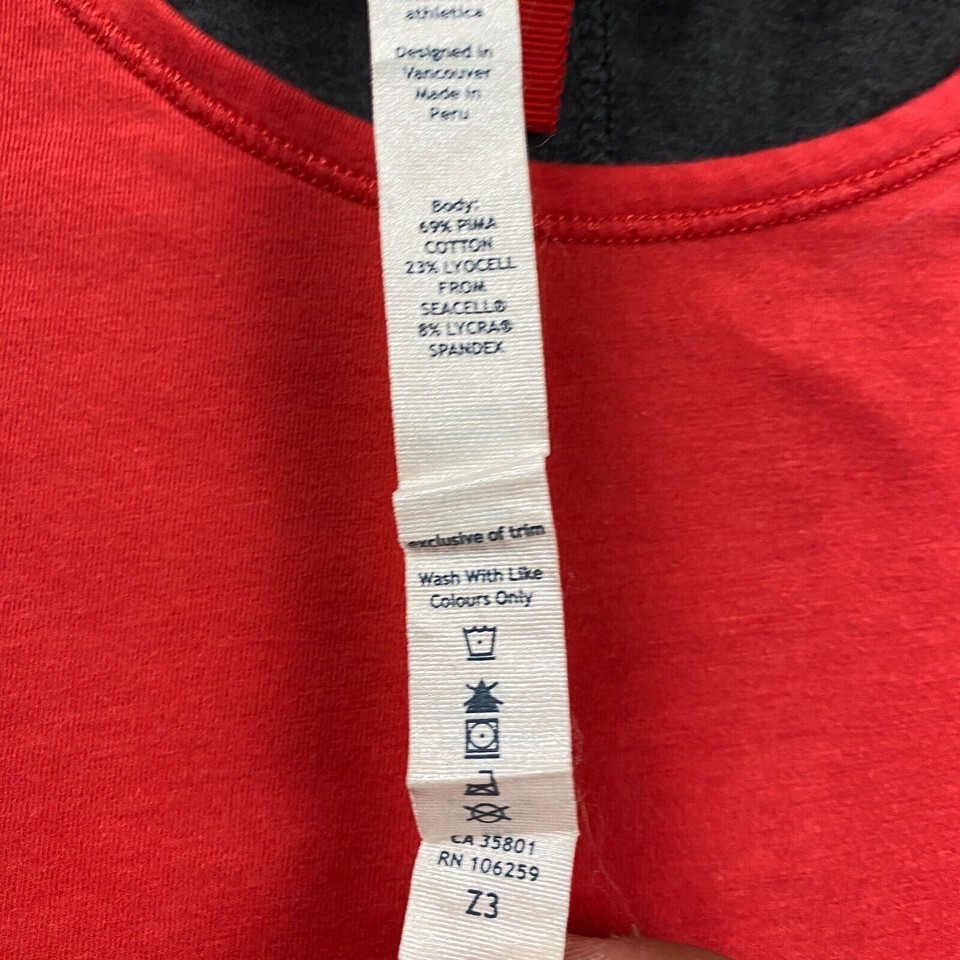 athletica
Designed in
Vancouver
Made in
Peru
Body:
69% PIMA
COTTON
23% LYOCELL
FROM
SEACELL®
8% LYCRA®
SPANDEX
exclusive of trim
Wash With Like
Colours Only
CA 35801
RN 106259
Z3